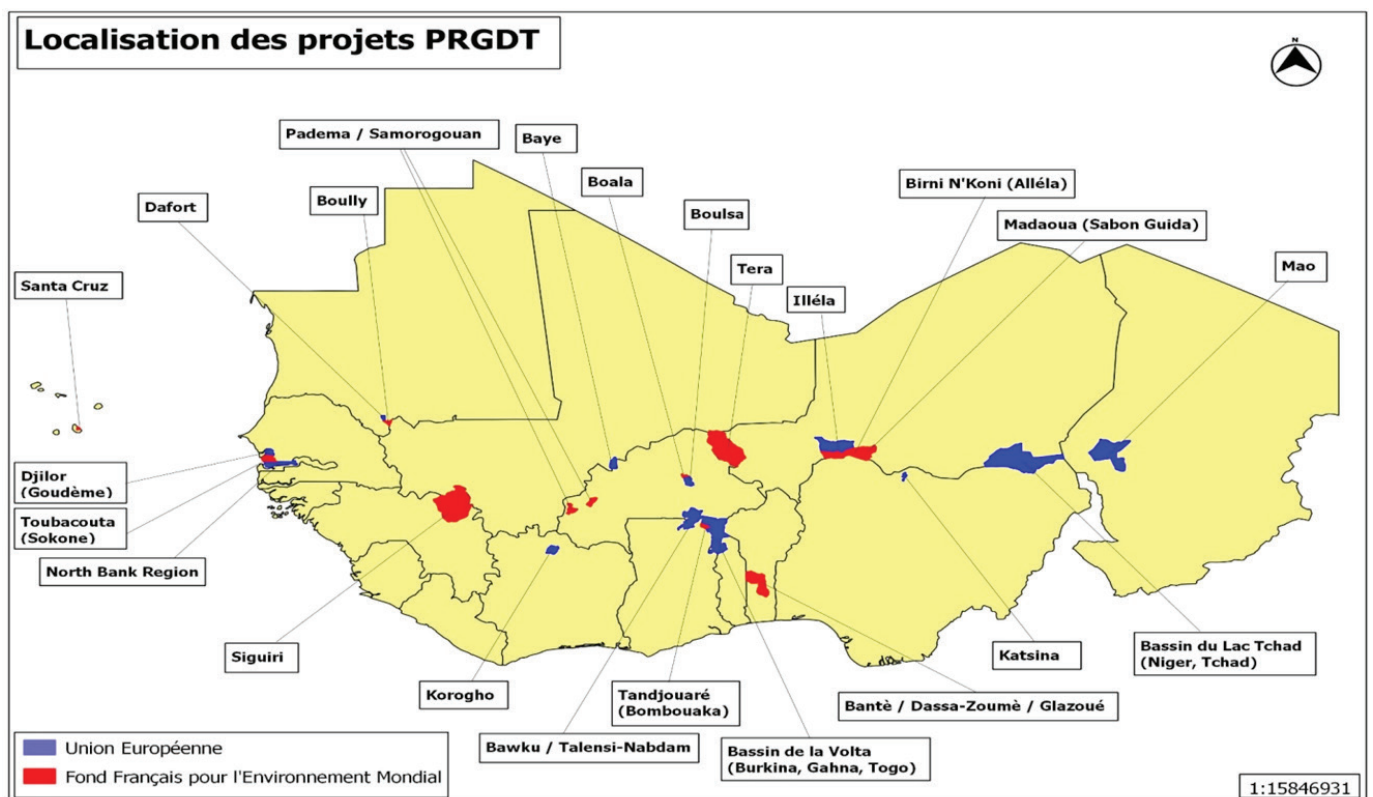 Localisation des projets PRGDT
N
Padema / Samorogouan
Baye
Boala
Birni N'Koni (Alléla)
Dafort
Boully
Boulsa
Madaoua (Sabon Guida)
Tera
Mao
Santa Cruz
Illéla
Djilor
(Goudème)
Toubacouta
(Sokone)
North Bank Region
Siguiri
Korogho
Tandjouaré
(Bombouaka)
Katsina
Bassin du Lac Tchad
(Niger, Tchad)
Bantè / Dassa-Zoumè / Glazoué
Bawku / Talensi-Nabdam
Bassin de la Volta
(Burkina, Gahna, Togo)
Union Européenne
Fond Français pour l'Environnement Mondial
1:15846931